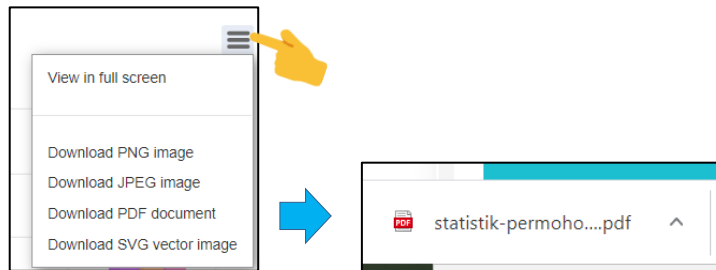 View in full screen
Download PNG image
Download JPEG image
Download PDF document
Download SVG vector image
PDF
statistik-permoho....pdf